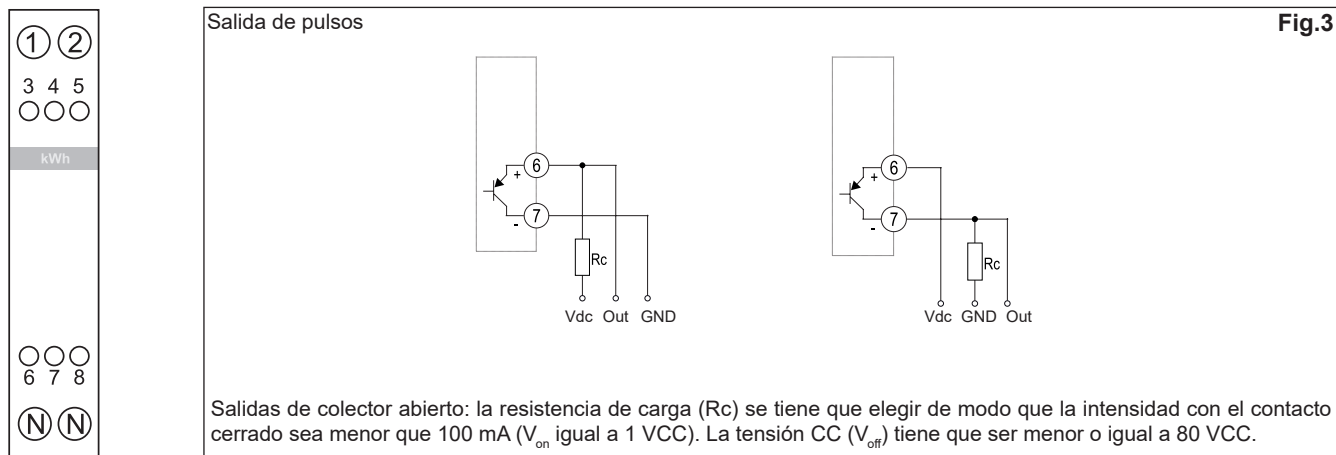 1 2
3 4 5
kWh
6 7 8
N N
Salida de pulsos
Fig.3
+ 6
- 7
Rc
Vdc Out GND
+ 6
- 7
Rc
Vdc GND Out
Salidas de colector abierto: la resistencia de carga (Rc) se tiene que elegir de modo que la intensidad con el contacto
cerrado sea menor que 100 mA (Von igual a 1 VCC). La tensión CC (Voff) tiene que ser menor o igual a 80 VCC.